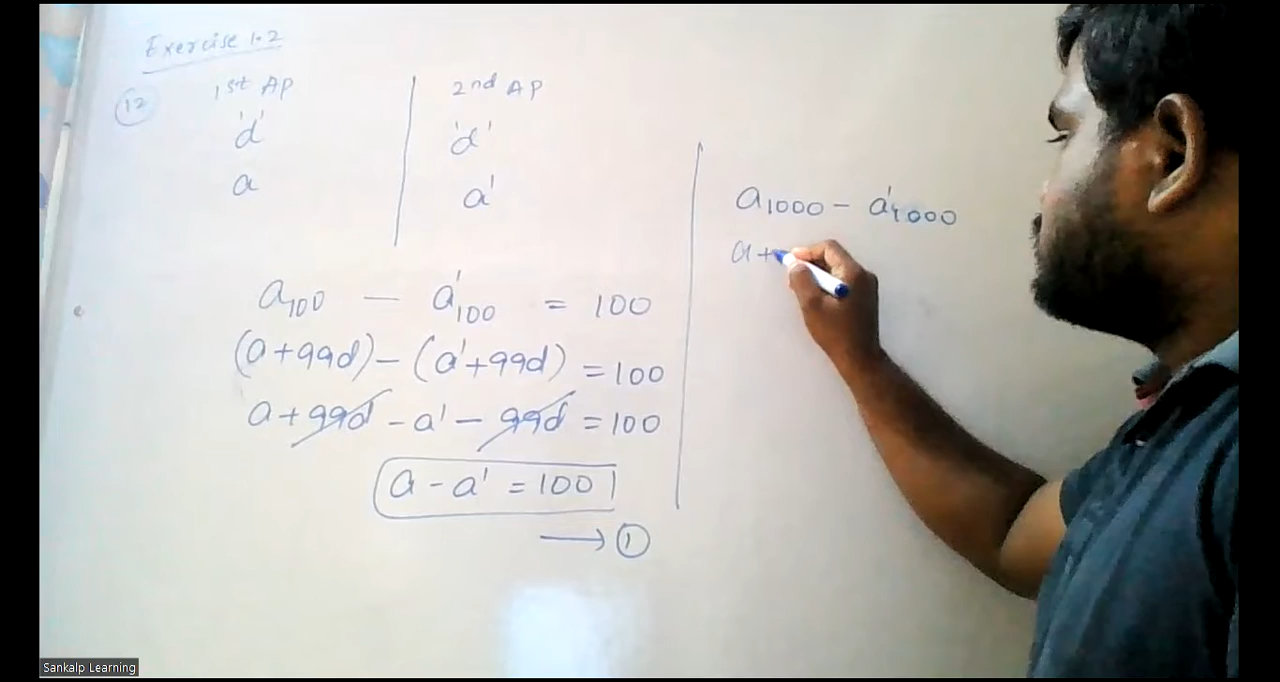 Exercise 1.2
12
1st AP
2nd AP
'd'
'd'
a
a'
a100 — a'100 = 100
(a+99d) – (a'+99d) = 100
a + 99d - a' – 99d = 100
a - a' = 100
→ 1
a1000 – a'1000
a +
Sankalp Learning